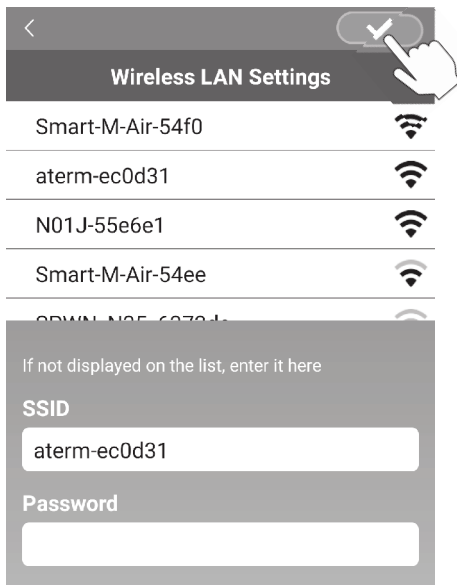 Wireless LAN Settings
Smart-M-Air-54f0
aterm-ec0d31
N01J-55e6e1
Smart-M-Air-54ee
If not displayed on the list, enter it here
SSID
aterm-ec0d31
Password